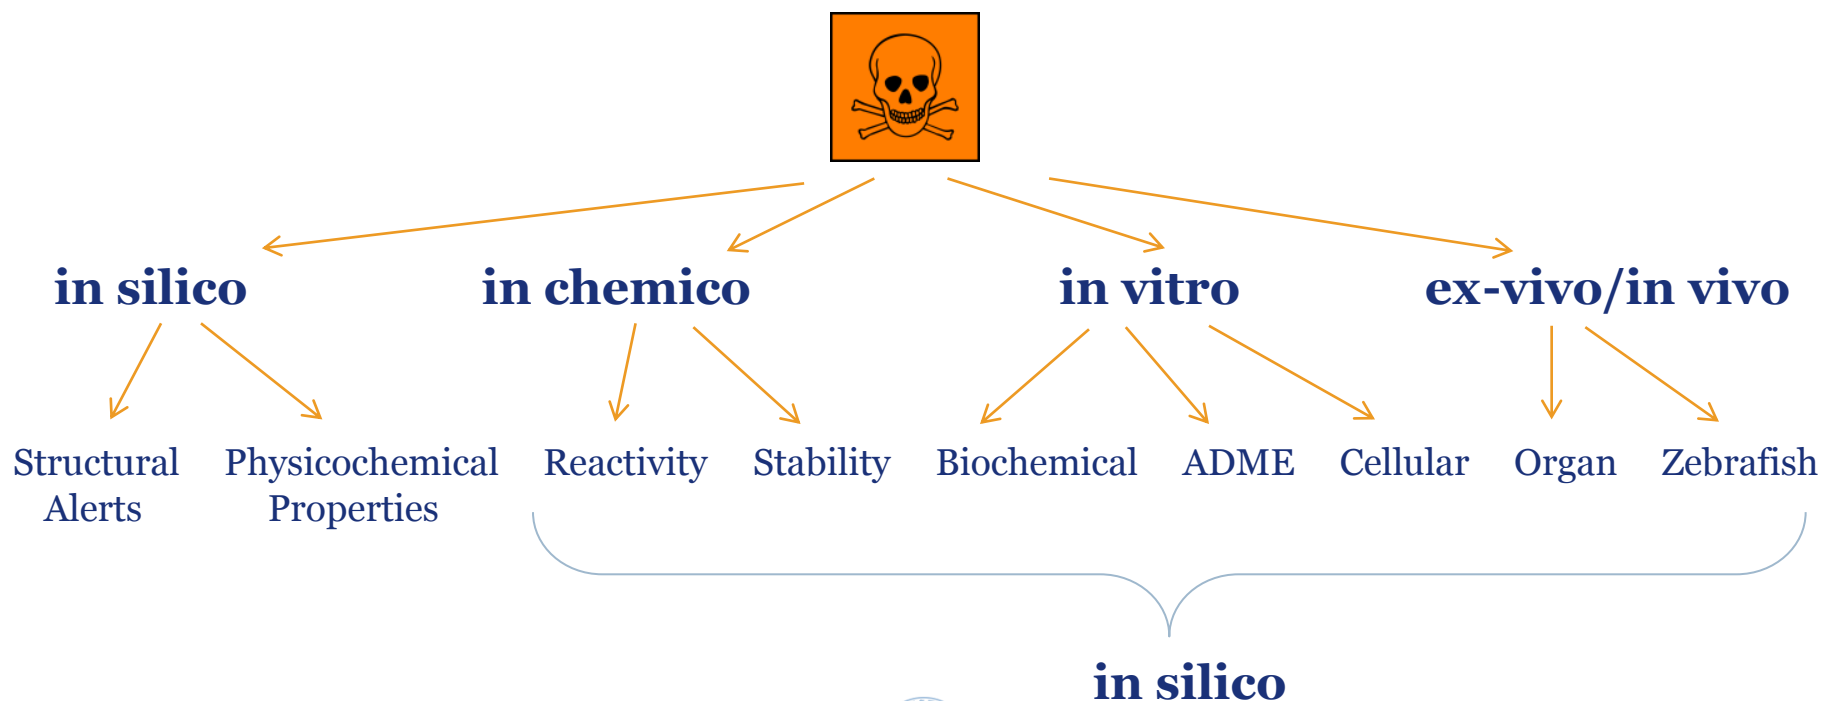 in silico
in chemico
in vitro
ex-vivo/in vivo
Structural
Alerts
Physicochemical
Properties
Reactivity
Stability
Biochemical
ADME
Cellular
Organ
Zebrafish
in silico